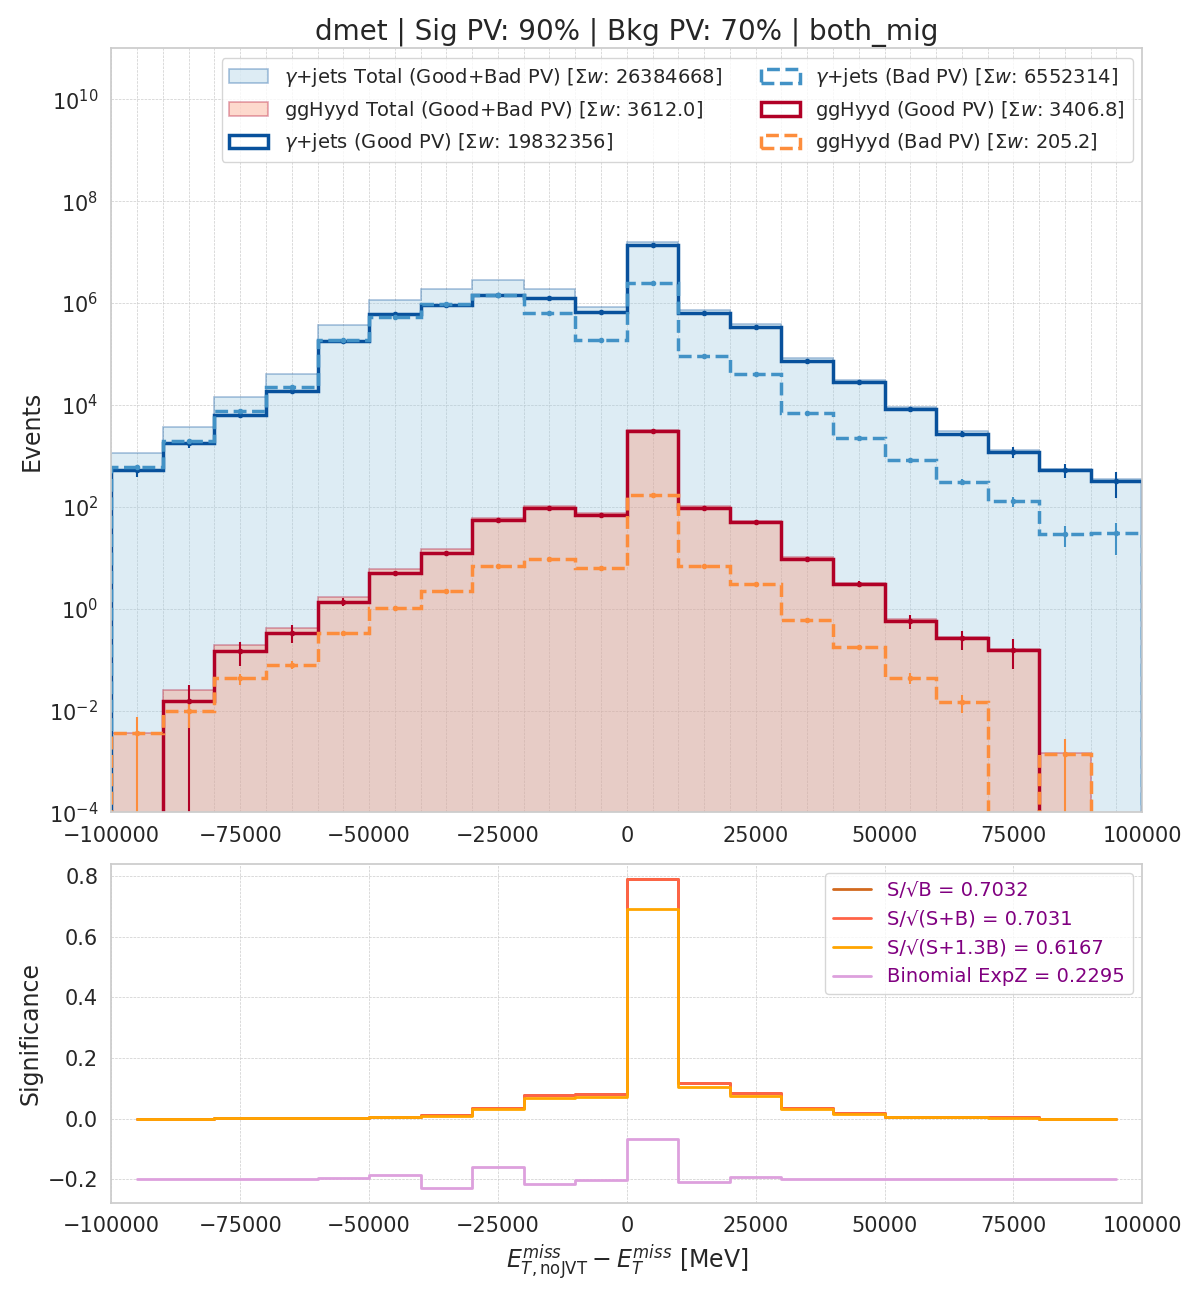 dmet | Sig PV: 90% | Bkg PV: 70% | both_mig
γ+jets Total (Good+Bad PV) [Σw: 26384668]
ggHyyd Total (Good+Bad PV) [Σw: 3612.0]
γ+jets (Good PV) [Σw: 19832356]
γ+jets (Bad PV) [Σw: 6552314]
ggHyyd (Good PV) [Σw: 3406.8]
ggHyyd (Bad PV) [Σw: 205.2]
Events
10^10
10^8
10^6
10^4
10^2
10^0
10^−2
10^−4
−100000 −75000 −50000 −25000 0 25000 50000 75000 100000
Significance
0.8
0.6
0.4
0.2
0.0
−0.2
S/√B = 0.7032
S/√(S+B) = 0.7031
S/√(S+1.3B) = 0.6167
Binomial ExpZ = 0.2295
−100000 −75000 −50000 −25000 0 25000 50000 75000 100000
E_{T,noJVT}^{miss} − E_T^{miss} [MeV]